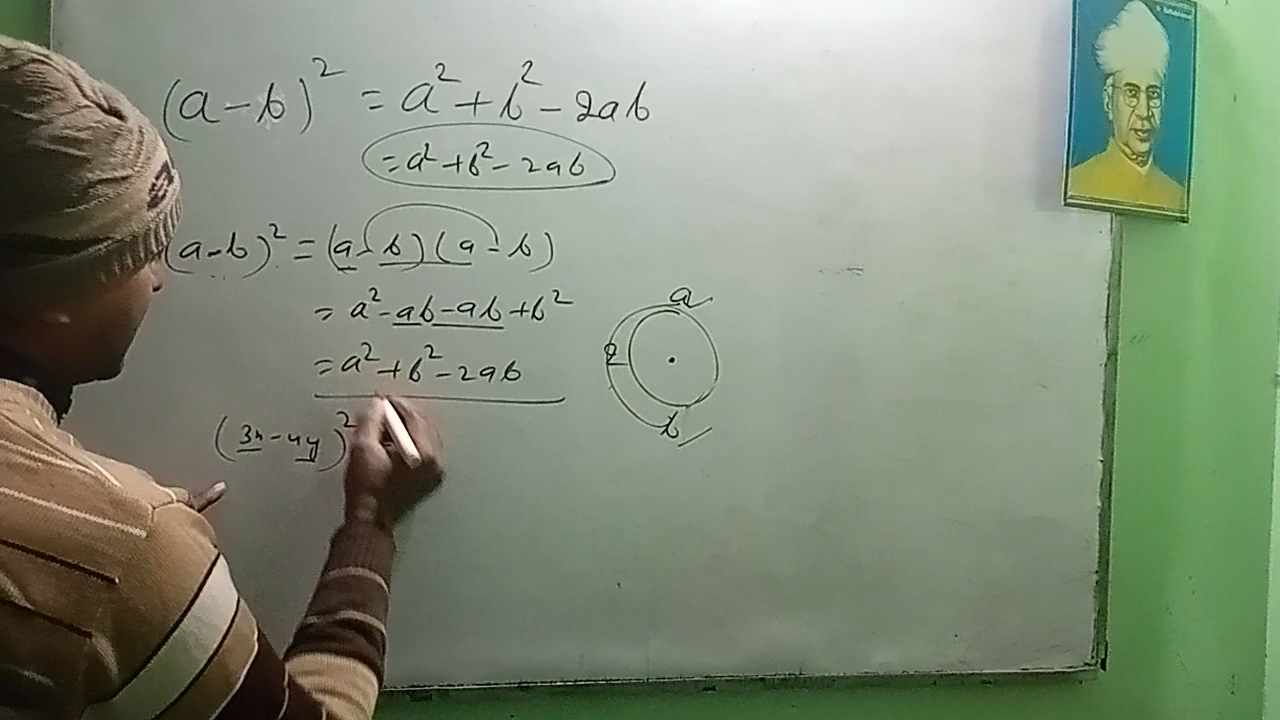 (a-b)² = a²+b²-2ab
=a²+b²-2ab
(a-b)² = (a-b)(a-b)
= a²-ab-ab+b²
= a²+b²-2ab
(3x-4y)²
a
b